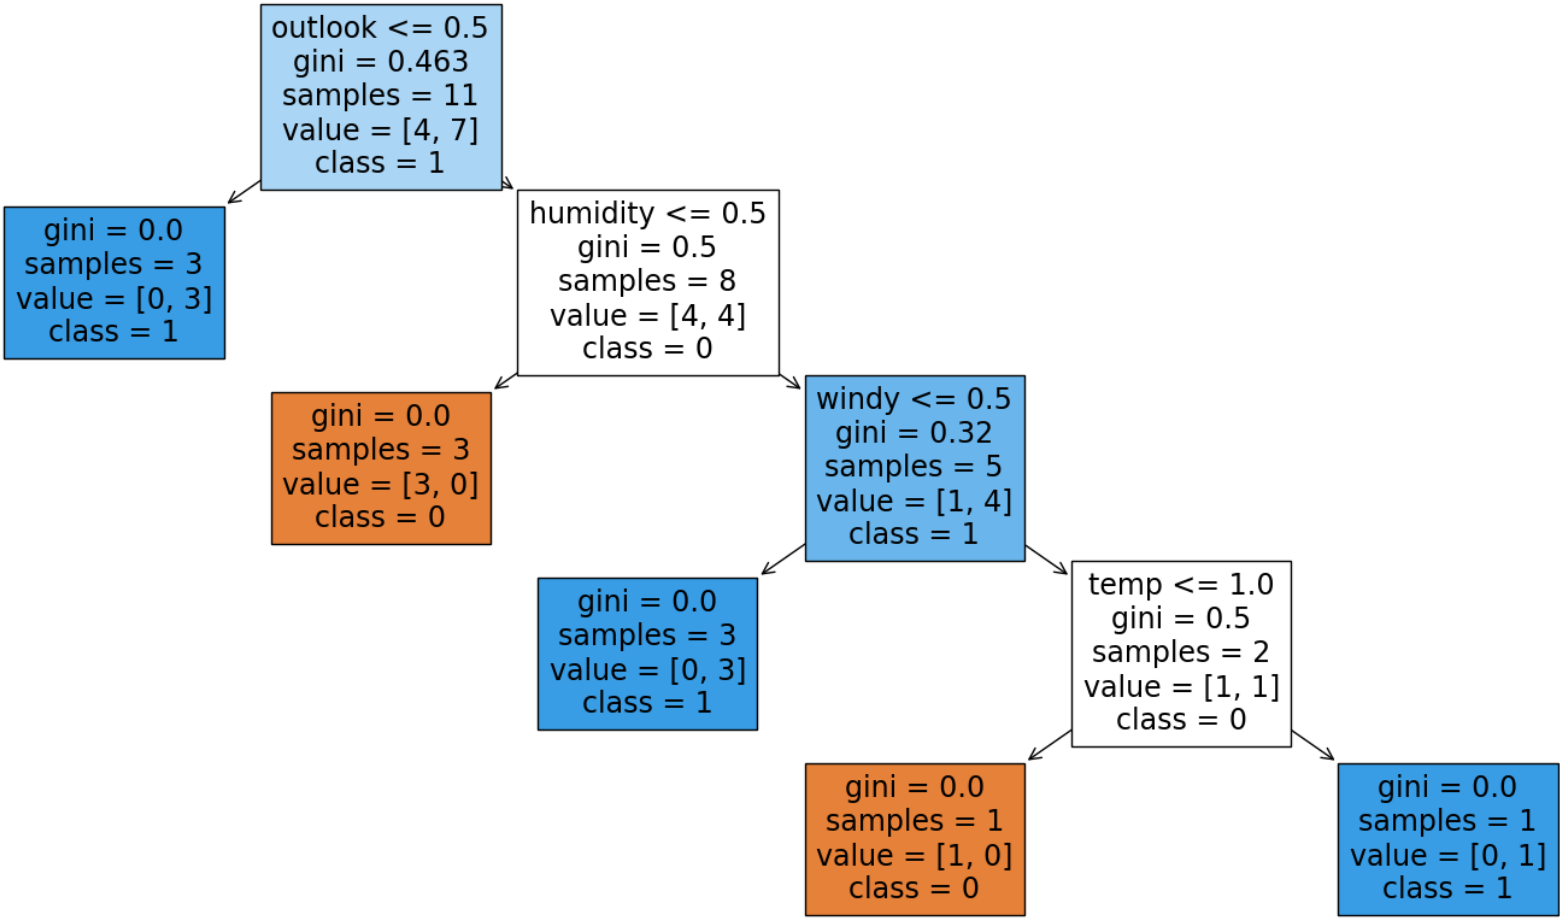 outlook <= 0.5
gini = 0.463
samples = 11
value = [4, 7]
class = 1
gini = 0.0
samples = 3
value = [0, 3]
class = 1
humidity <= 0.5
gini = 0.5
samples = 8
value = [4, 4]
class = 0
gini = 0.0
samples = 3
value = [3, 0]
class = 0
windy <= 0.5
gini = 0.32
samples = 5
value = [1, 4]
class = 1
gini = 0.0
samples = 3
value = [0, 3]
class = 1
temp <= 1.0
gini = 0.5
samples = 2
value = [1, 1]
class = 0
gini = 0.0
samples = 1
value = [1, 0]
class = 0
gini = 0.0
samples = 1
value = [0, 1]
class = 1